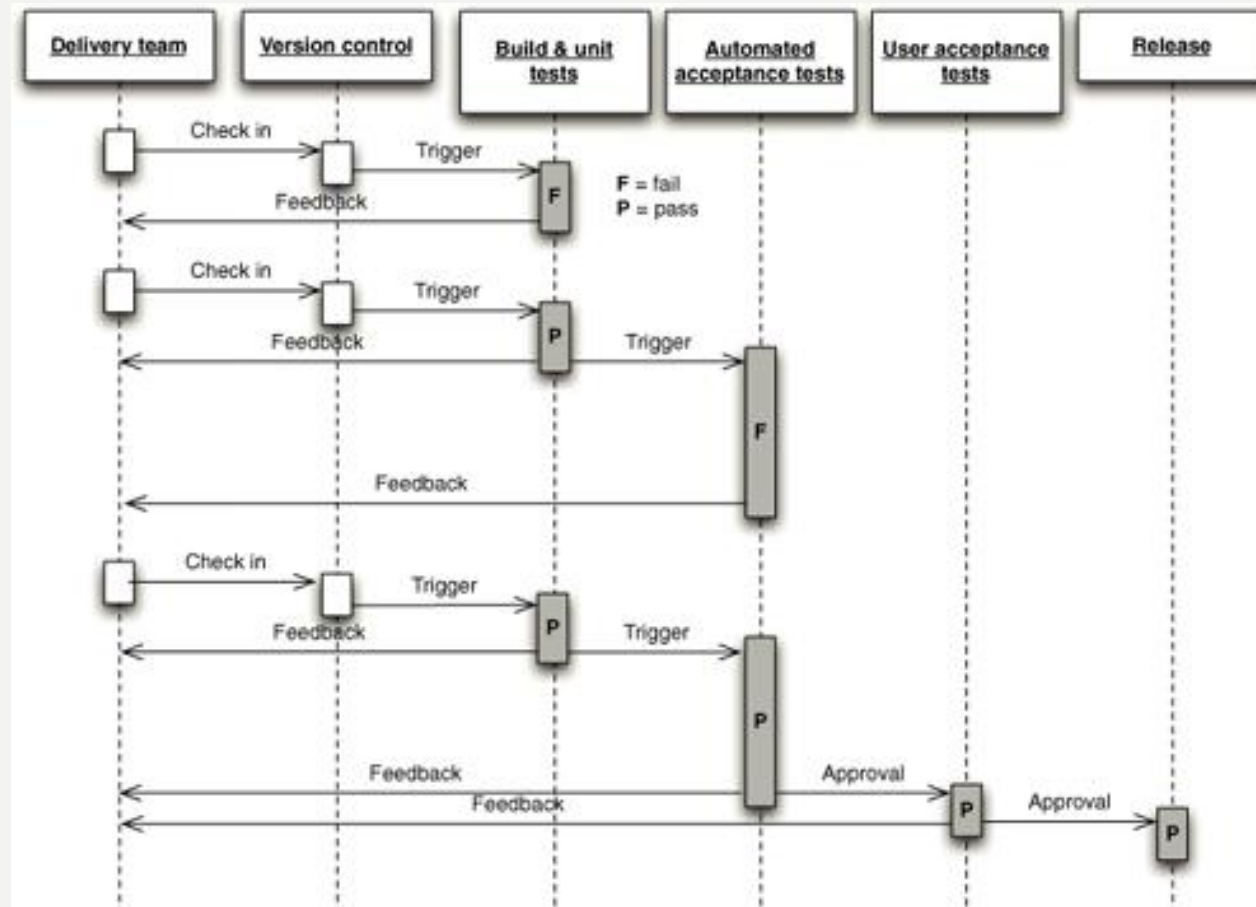 Delivery team
Version control
Build & unit
tests
Automated
acceptance tests
User acceptance
tests
Release
Check in
Trigger
F
F = fail
P = pass
Feedback
Check in
Trigger
P
Feedback
Trigger
F
Feedback
Check in
Trigger
P
Feedback
Trigger
P
Feedback
Approval
P
Feedback
Approval
P